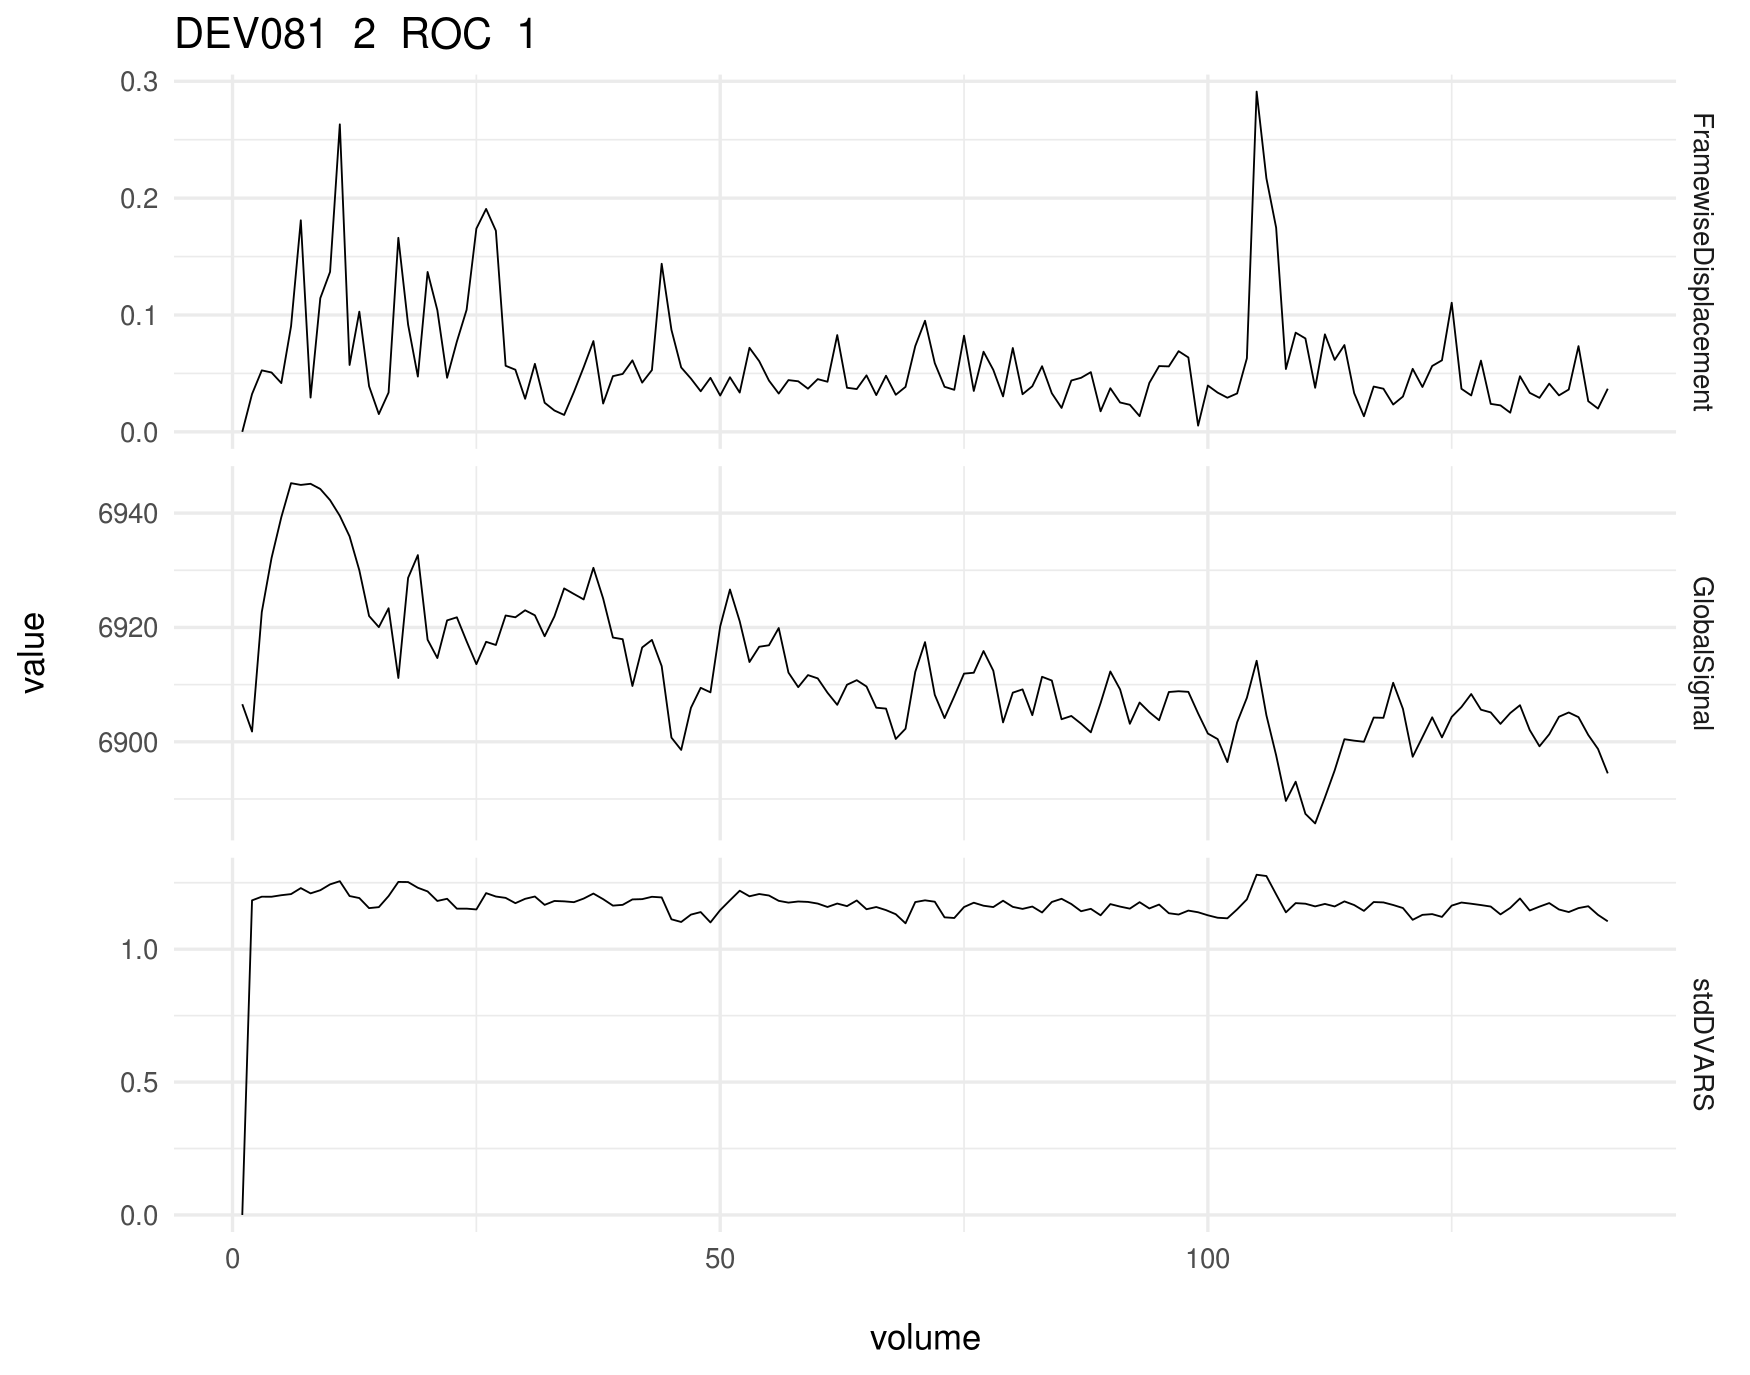 DEV081 2 ROC 1
0.3
0.2
0.1
0.0
FramewiseDisplacement
6940
6920
6900
GlobalSignal
value
1.0
0.5
0.0
stdDVARS
0 50 100
volume